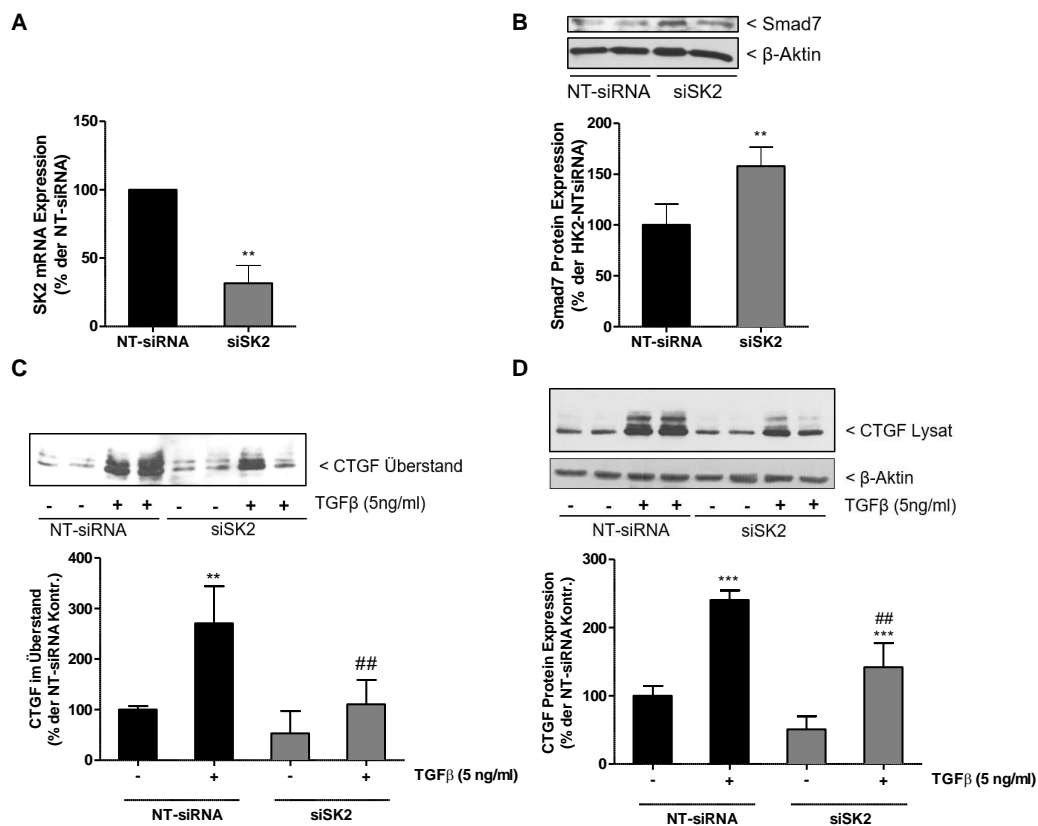 A
SK2 mRNA Expression
(% der NT-siRNA)
150
100
50
0
**
NT-siRNA siSK2
B
< Smad7
< β-Aktin
NT-siRNA siSK2
Smad7 Protein Expression
(% der HK2-NTsiRNA)
200
150
100
50
0
**
NT-siRNA siSK2
C
< CTGF Überstand
- - + + - - + + TGFβ (5ng/ml)
NT-siRNA siSK2
CTGF im Überstand
(% der NT-siRNA Kontr.)
400
300
200
100
0
**
##
- + - + TGFβ (5 ng/ml)
NT-siRNA siSK2
D
< CTGF Lysat
< β-Aktin
- - + + - - + + TGFβ (5ng/ml)
NT-siRNA siSK2
CTGF Protein Expression
(% der NT-siRNA Kontr.)
300
200
100
0
***
##
***
- + - + TGFβ (5 ng/ml)
NT-siRNA siSK2